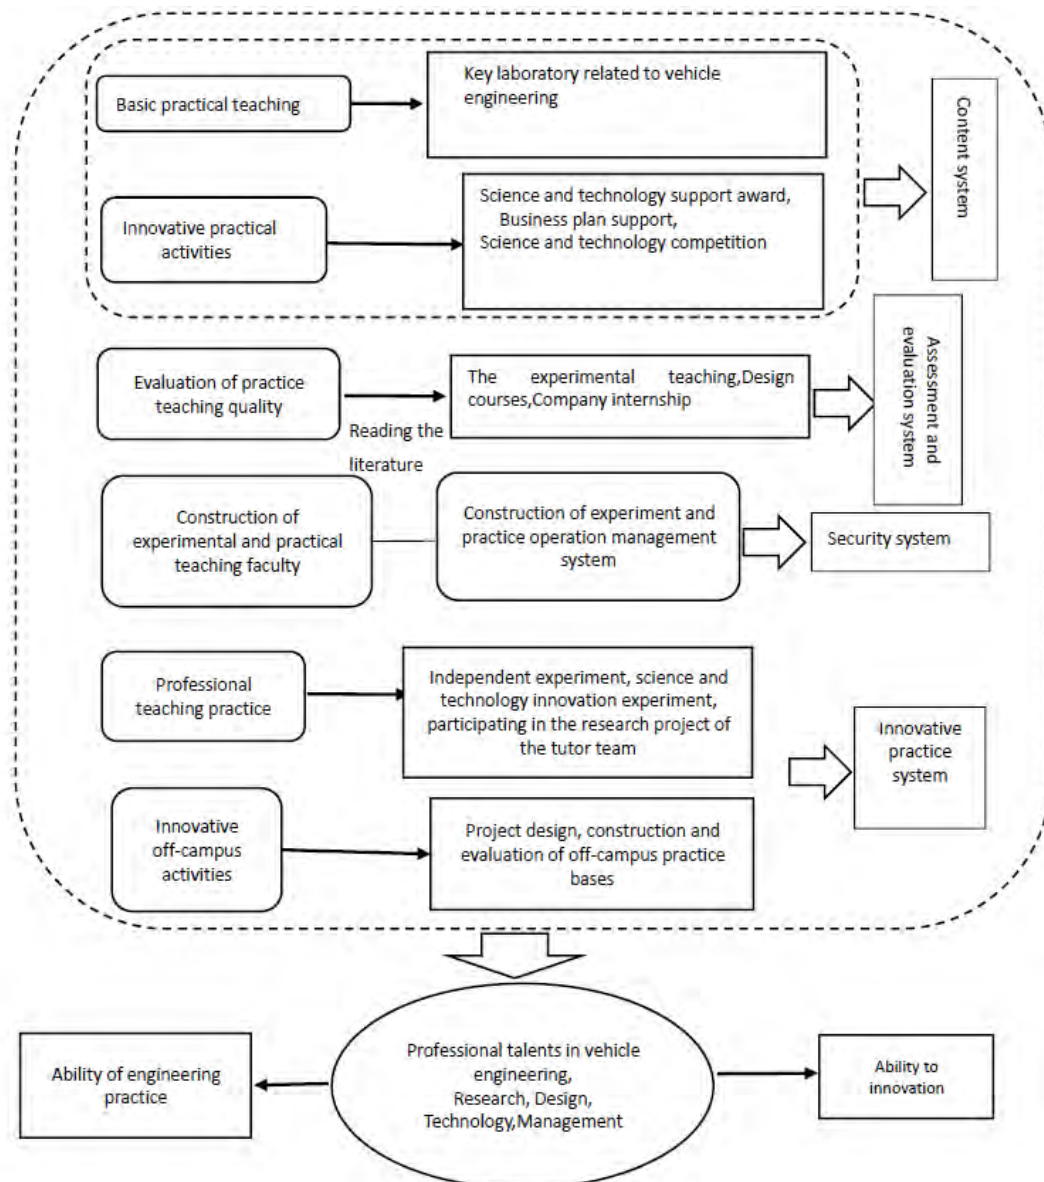 Basic practical teaching
Key laboratory related to vehicle
engineering
Content system
Innovative practical
activities
Science and technology support award,
Business plan support,
Science and technology competition
Evaluation of practice
teaching quality
The experimental teaching,Design
courses,Company internship
Assessment and
evaluation system
Reading the
literature
Construction of
experimental and practical
teaching faculty
Construction of experiment and
practice operation management
system
Security system
Professional
teaching practice
Independent experiment, science and
technology innovation experiment,
participating in the research project of
the tutor team
Innovative
practice
system
Innovative
off-campus
activities
Project design, construction and
evaluation of off-campus practice
bases
Ability of engineering
practice
Professional talents in vehicle
engineering,
Research, Design,
Technology,Management
Ability to
innovation